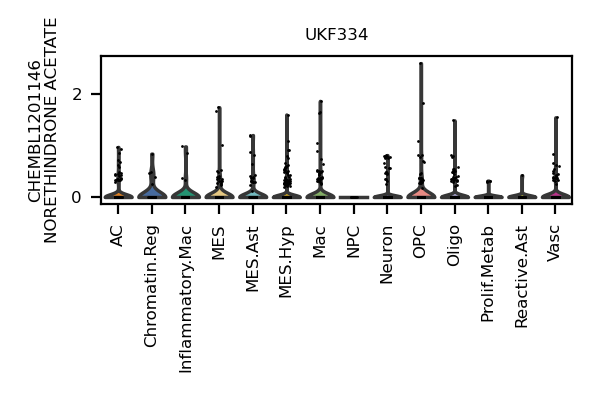 UKF334
CHEMBL1201146
NORETHINDRONE ACETATE
2
0
AC
Chromatin.Reg
Inflammatory.Mac
MES
MES.Ast
MES.Hyp
Mac
NPC
Neuron
OPC
Oligo
Prolif.Metab
Reactive.Ast
Vasc